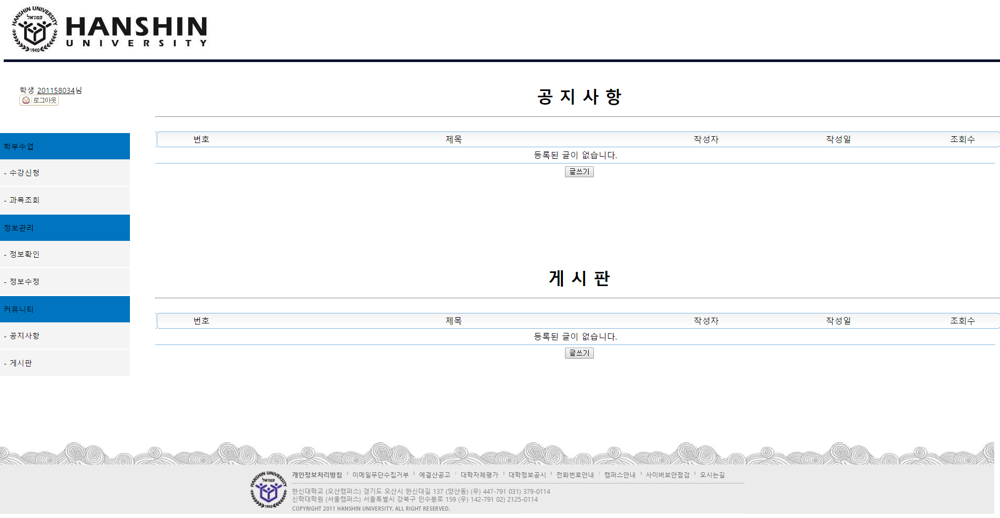 HANSHIN UNIVERSITY
עמנואל
1940
HANSHIN
UNIVERSITY
학생 201158034님
로그아웃
학부수업
- 수강신청
- 과목조회
정보관리
- 정보확인
- 정보수정
커뮤니티
- 공지사항
- 게시판
공 지 사 항
번호 제목 작성자 작성일 조회수
등록된 글이 없습니다.
글쓰기
게 시 판
번호 제목 작성자 작성일 조회수
등록된 글이 없습니다.
글쓰기
HANSHIN UNIVERSITY
עמנואל
1940
개인정보처리방침 이메일무단수집거부 예결산공고 대학자체평가 대학정보공시 전화번호안내 캠퍼스안내 사이버보안점검 오시는길
한신대학교 (오산캠퍼스) 경기도 오산시 한신대길 137 (양산동) (우) 447-791 031) 379-0114
신학대학원 (서울캠퍼스) 서울특별시 강북구 인수봉로 159 (우) 142-791 02) 2125-0114
COPYRIGHT 2011 HANSHIN UNIVERSITY. ALL RIGHT RESERVED.